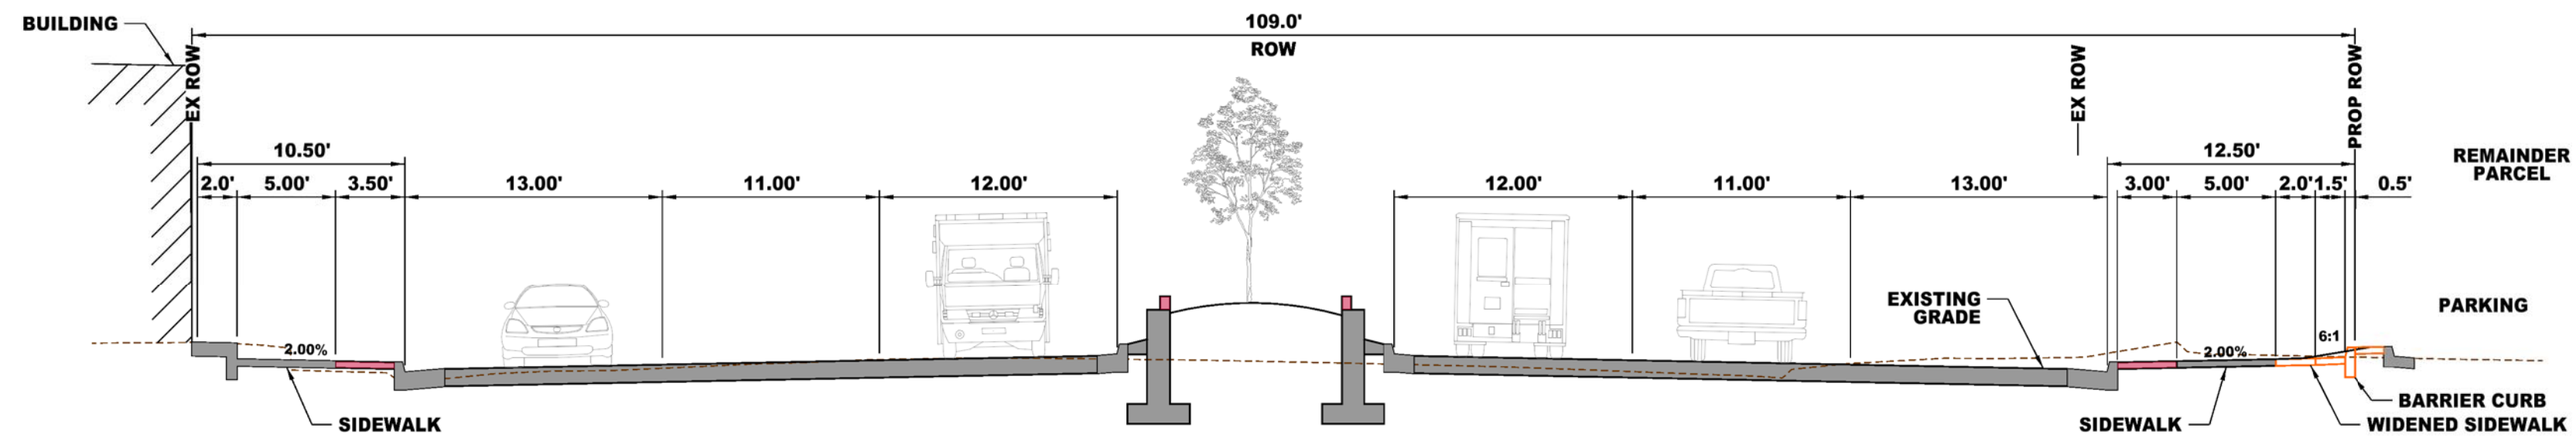 BUILDING
109.0'
ROW
EX ROW
EX ROW
PROP ROW
10.50'
12.50'
REMAINDER
PARCEL
2.0' 5.00' 3.50' 13.00' 11.00' 12.00' 12.00' 11.00' 13.00' 3.00' 5.00' 2.0' 1.5' 0.5'
EXISTING
GRADE
PARKING
6:1
2.00%
2.00%
SIDEWALK
BARRIER CURB
SIDEWALK
WIDENED SIDEWALK